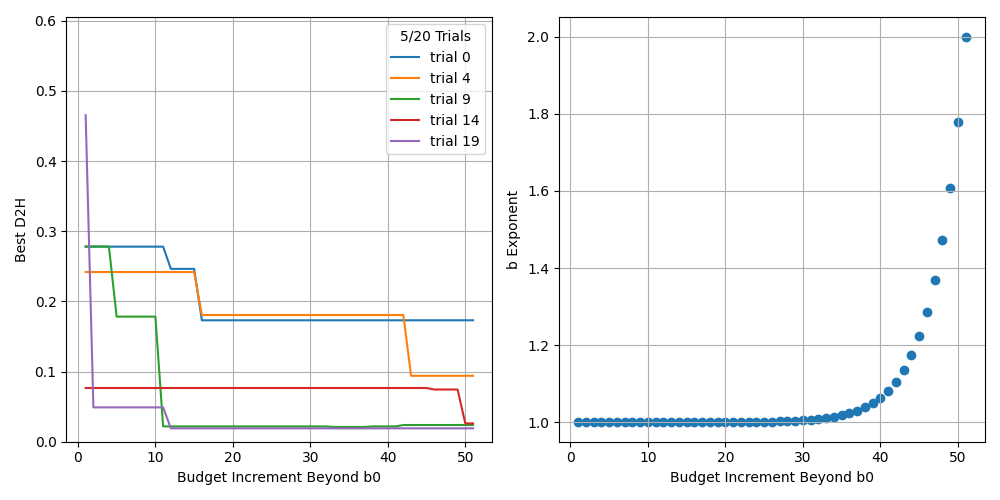 0.6
0.5
0.4
0.3
0.2
0.1
0.0
Best D2H
0 10 20 30 40 50
Budget Increment Beyond b0
5/20 Trials
trial 0
trial 4
trial 9
trial 14
trial 19
2.0
1.8
1.6
1.4
1.2
1.0
b Exponent
0 10 20 30 40 50
Budget Increment Beyond b0